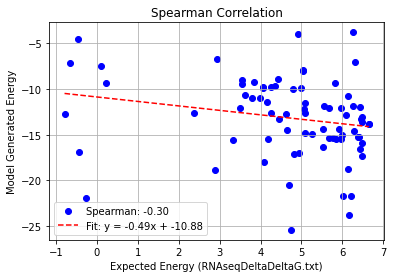 Spearman Correlation
Model Generated Energy
−5
−10
−15
−20
−25
Spearman: -0.30
Fit: y = -0.49x + -10.88
−1 0 1 2 3 4 5 6 7
Expected Energy (RNAseqDeltaDeltaG.txt)